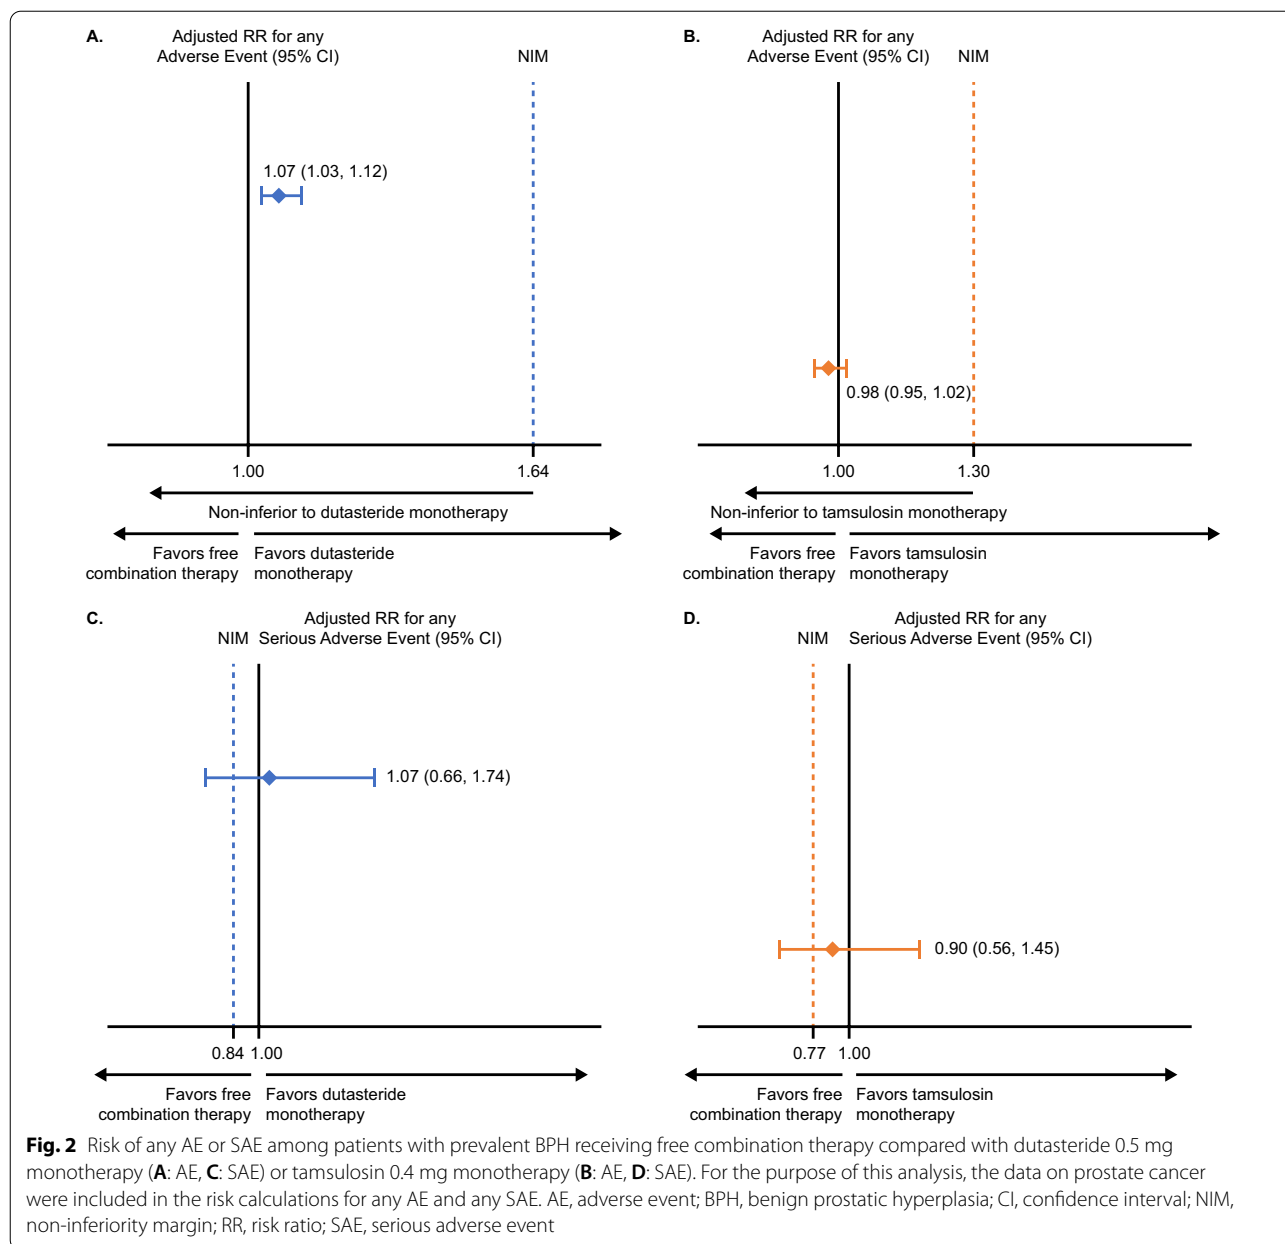 A.
Adjusted RR for any
Adverse Event (95% CI)
NIM
1.07 (1.03, 1.12)
1.00
1.64
Non-inferior to dutasteride monotherapy
Favors free
combination therapy
Favors dutasteride
monotherapy
B.
Adjusted RR for any
Adverse Event (95% CI)
NIM
0.98 (0.95, 1.02)
1.00
1.30
Non-inferior to tamsulosin monotherapy
Favors free
combination therapy
Favors tamsulosin
monotherapy
C.
Adjusted RR for any
Serious Adverse Event (95% CI)
NIM
1.07 (0.66, 1.74)
0.84
1.00
Favors free
combination therapy
Favors dutasteride
monotherapy
D.
Adjusted RR for any
Serious Adverse Event (95% CI)
NIM
0.90 (0.56, 1.45)
0.77
1.00
Favors free
combination therapy
Favors tamsulosin
monotherapy
Fig. 2 Risk of any AE or SAE among patients with prevalent BPH receiving free combination therapy compared with dutasteride 0.5 mg
monotherapy (A: AE, C: SAE) or tamsulosin 0.4 mg monotherapy (B: AE, D: SAE). For the purpose of this analysis, the data on prostate cancer
were included in the risk calculations for any AE and any SAE. AE, adverse event; BPH, benign prostatic hyperplasia; CI, confidence interval; NIM,
non-inferiority margin; RR, risk ratio; SAE, serious adverse event